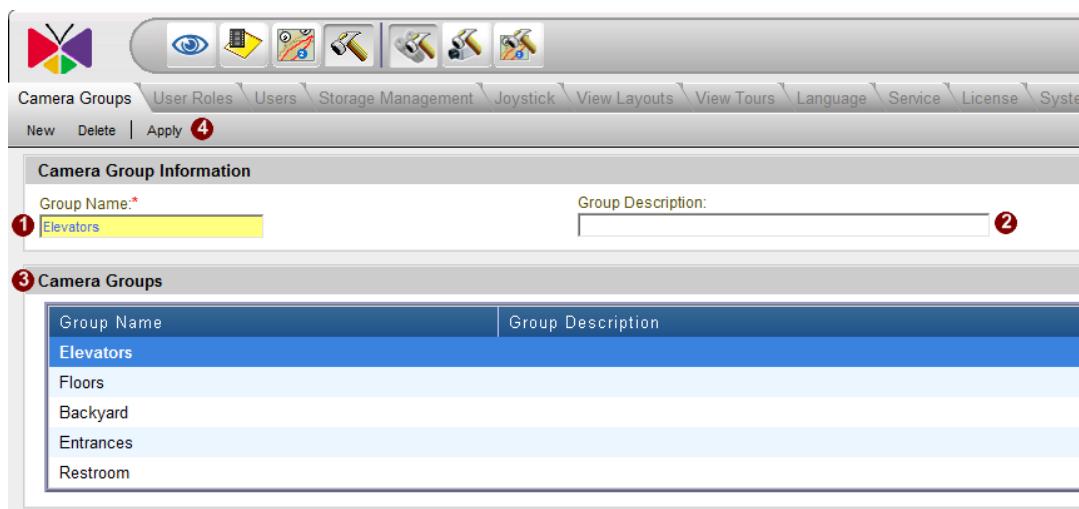 Camera Groups User Roles Users Storage Management Joystick View Layouts View Tours Language Service License Syste
New Delete | Apply 4
Camera Group Information
Group Name:* Group Description:
1 Elevators 2
3 Camera Groups
Group Name Group Description
Elevators
Floors
Backyard
Entrances
Restroom